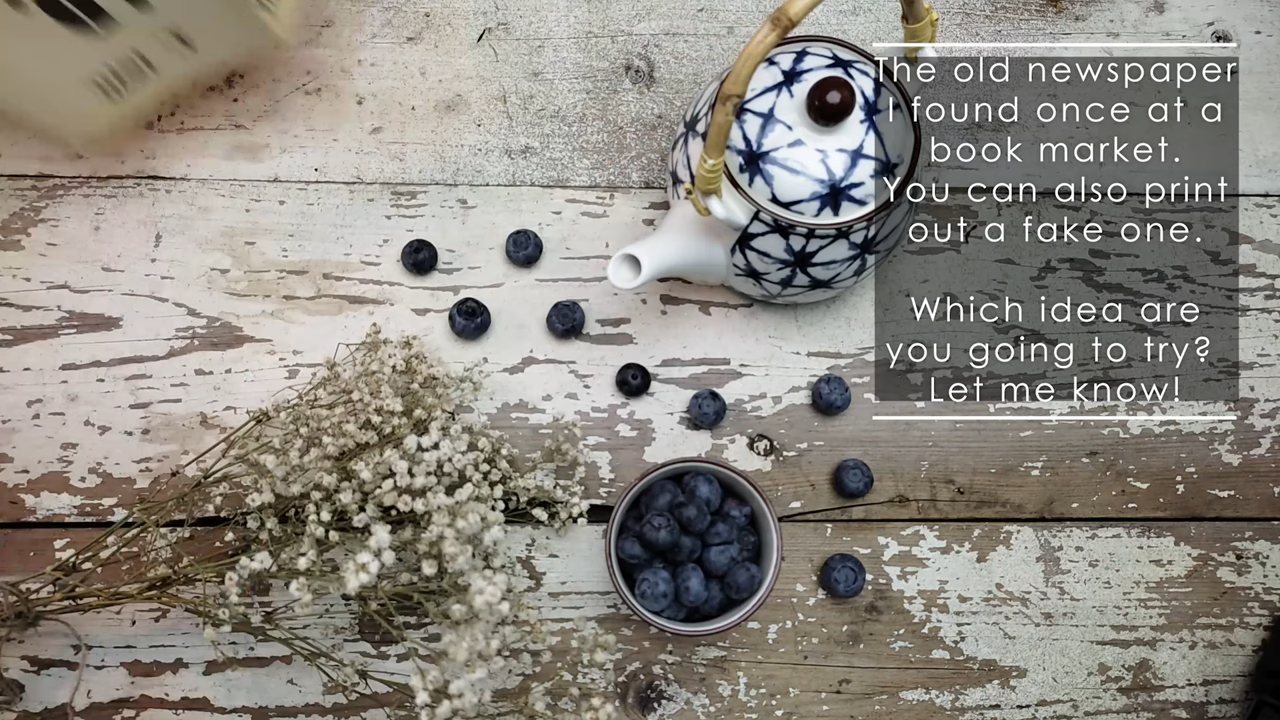 The old newspaper
I found once at a
book market.
You can also print
out a fake one.
Which idea are
you going to try?
Let me know!